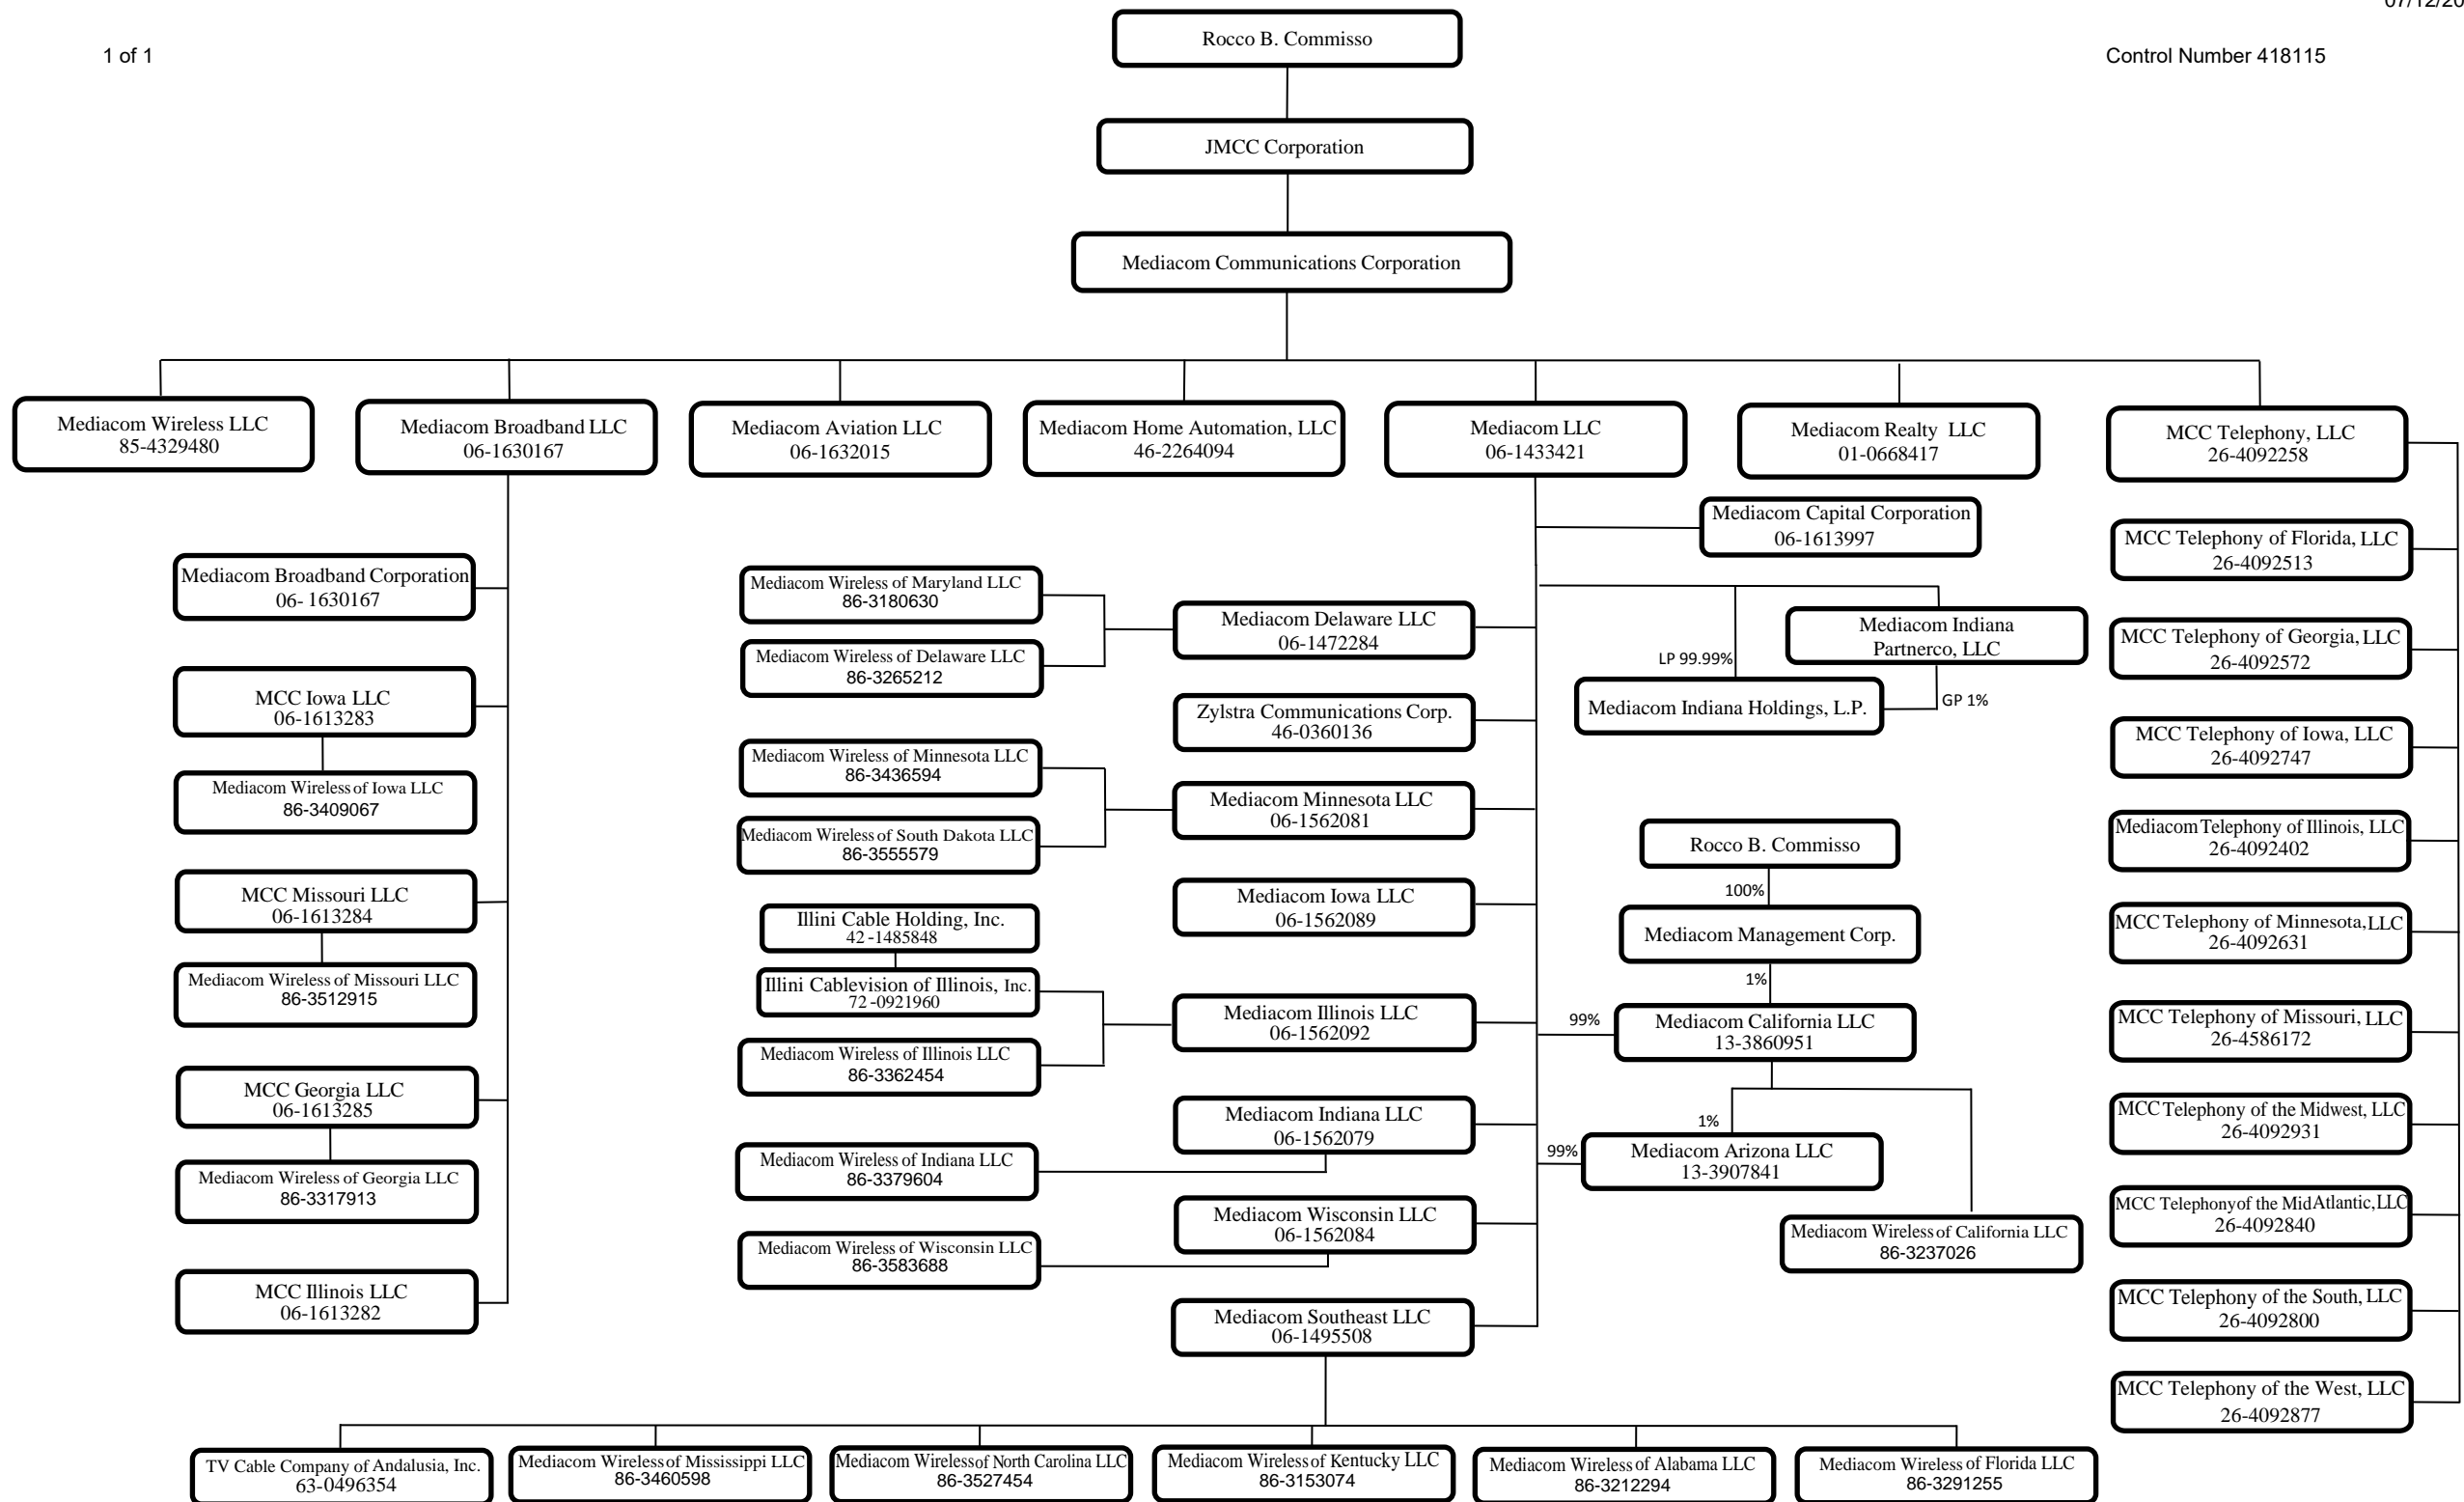 07/12/20
1 of 1
Control Number 418115
Rocco B. Commisso
JMCC Corporation
Mediacom Communications Corporation
Mediacom Wireless LLC
85-4329480
Mediacom Broadband LLC
06-1630167
Mediacom Aviation LLC
06-1632015
Mediacom Home Automation, LLC
46-2264094
Mediacom LLC
06-1433421
Mediacom Realty LLC
01-0668417
MCC Telephony, LLC
26-4092258
Mediacom Broadband Corporation
06- 1630167
MCC Iowa LLC
06-1613283
Mediacom Wireless of Iowa LLC
86-3409067
MCC Missouri LLC
06-1613284
Mediacom Wireless of Missouri LLC
86-3512915
MCC Georgia LLC
06-1613285
Mediacom Wireless of Georgia LLC
86-3317913
MCC Illinois LLC
06-1613282
Mediacom Wireless of Maryland LLC
86-3180630
Mediacom Wireless of Delaware LLC
86-3265212
Mediacom Wireless of Minnesota LLC
86-3436594
Mediacom Wireless of South Dakota LLC
86-3555579
Illini Cable Holding, Inc.
42 -1485848
Illini Cablevision of Illinois, Inc.
72 -0921960
Mediacom Wireless of Illinois LLC
86-3362454
Mediacom Wireless of Indiana LLC
86-3379604
Mediacom Wireless of Wisconsin LLC
86-3583688
Mediacom Delaware LLC
06-1472284
Zylstra Communications Corp.
46-0360136
Mediacom Minnesota LLC
06-1562081
Mediacom Iowa LLC
06-1562089
Mediacom Illinois LLC
06-1562092
Mediacom Indiana LLC
06-1562079
Mediacom Wisconsin LLC
06-1562084
Mediacom Southeast LLC
06-1495508
Mediacom Capital Corporation
06-1613997
Mediacom Indiana
Partnerco, LLC
LP 99.99%
Mediacom Indiana Holdings, L.P.
GP 1%
Rocco B. Commisso
100%
Mediacom Management Corp.
1%
99%
Mediacom California LLC
13-3860951
1%
99%
Mediacom Arizona LLC
13-3907841
Mediacom Wireless of California LLC
86-3237026
MCC Telephony of Florida, LLC
26-4092513
MCC Telephony of Georgia, LLC
26-4092572
MCC Telephony of Iowa, LLC
26-4092747
Mediacom Telephony of Illinois, LLC
26-4092402
MCC Telephony of Minnesota, LLC
26-4092631
MCC Telephony of Missouri, LLC
26-4586172
MCC Telephony of the Midwest, LLC
26-4092931
MCC Telephony of the MidAtlantic, LLC
26-4092840
MCC Telephony of the South, LLC
26-4092800
MCC Telephony of the West, LLC
26-4092877
TV Cable Company of Andalusia, Inc.
63-0496354
Mediacom Wireless of Mississippi LLC
86-3460598
Mediacom Wireless of North Carolina LLC
86-3527454
Mediacom Wireless of Kentucky LLC
86-3153074
Mediacom Wireless of Alabama LLC
86-3212294
Mediacom Wireless of Florida LLC
86-3291255